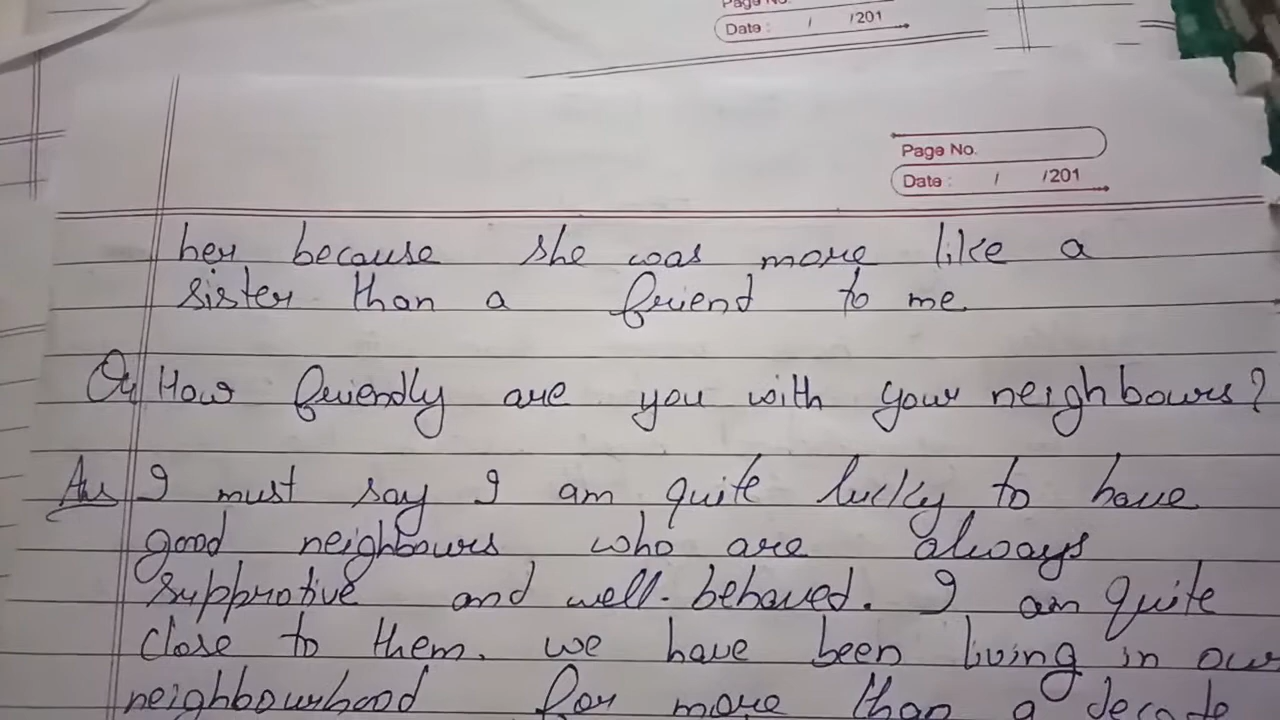 Page No.
Date : / /201
Page No.
Date : / /201
her because she was more like a
sister than a friend to me.
Q. How friendly are you with your neighbours?
Ans I must say I am quite lucky to have
good neighbours who are always
supprotive and well-behaved. I am quite
close to them. we have been living in our
neighbourhood for more than a decade